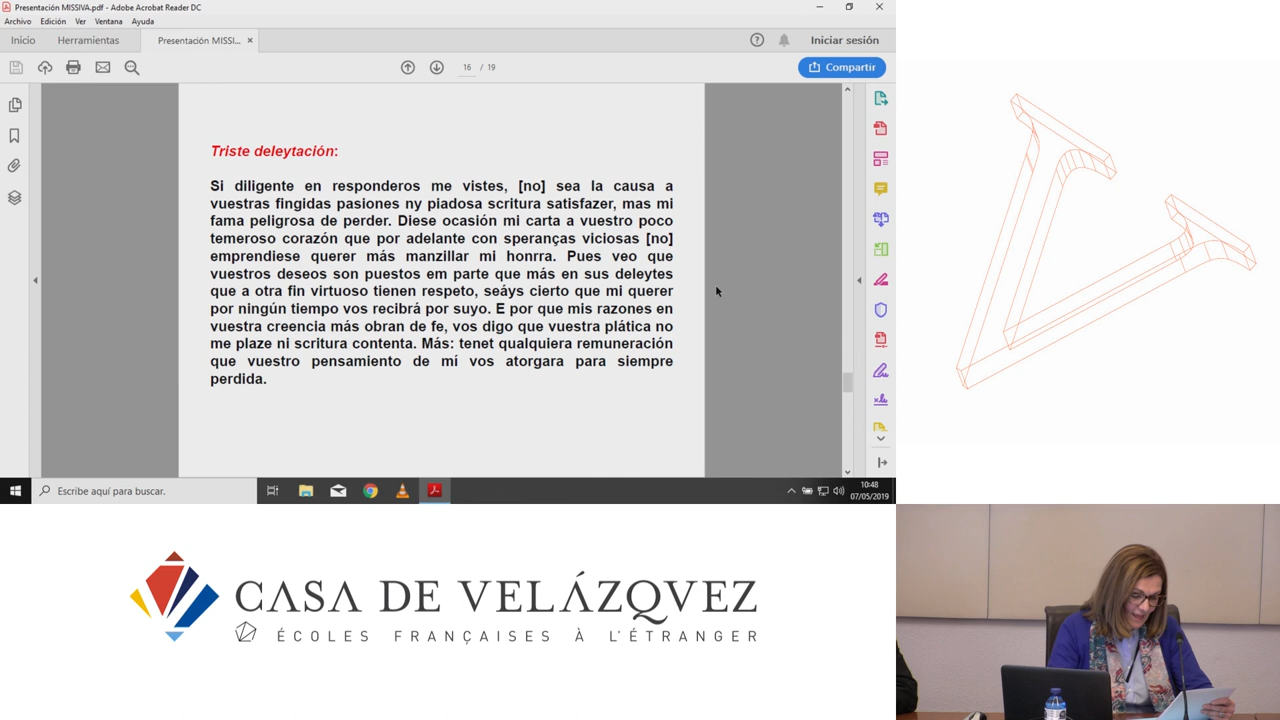 Presentación MISSIVA.pdf - Adobe Acrobat Reader DC
Archivo Edición Ver Ventana Ayuda
Inicio Herramientas Presentación MISSI... Iniciar sesión
16 / 19 Compartir
Triste deleytación:
Si diligente en responderos me vistes, [no] sea la causa a
vuestras fingidas pasiones ny piadosa scritura satisfazer, mas mi
fama peligrosa de perder. Diese ocasión mi carta a vuestro poco
temeroso corazón que por adelante con speranças viciosas [no]
emprendiese querer más manzillar mi honrra. Pues veo que
vuestros deseos son puestos em parte que más en sus deleytes
que a otra fin virtuoso tienen respeto, seáys cierto que mi querer
por ningún tiempo vos recibrá por suyo. E por que mis razones en
vuestra creencia más obran de fe, vos digo que vuestra plática no
me plaze ni scritura contenta. Más: tenet qualquiera remuneración
que vuestro pensamiento de mí vos atorgara para siempre
perdida.
Escribe aquí para buscar.
10:48
07/05/2019
CASA DE VELÁZQVEZ
ÉCOLES FRANÇAISES À L'ÉTRANGER